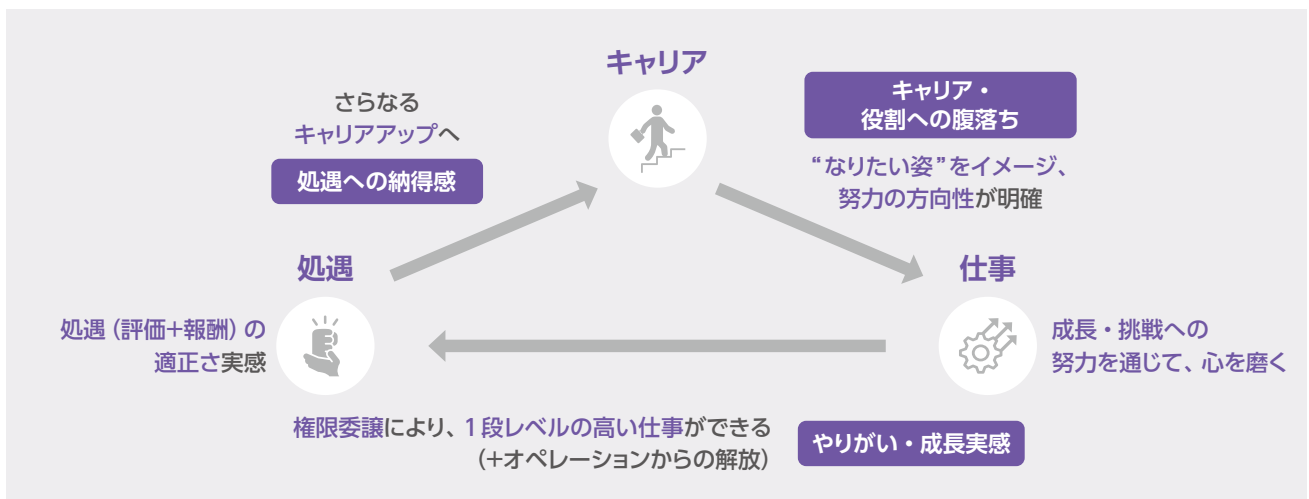 キャリア
さらなる
キャリアアップへ
処遇への納得感
キャリア・
役割への腹落ち
“なりたい姿”をイメージ、
努力の方向性が明確
処遇
処遇（評価+報酬）の
適正さ実感
仕事
成長・挑戦への
努力を通じて、心を磨く
権限委譲により、1段レベルの高い仕事ができる
（+オペレーションからの解放）
やりがい・成長実感